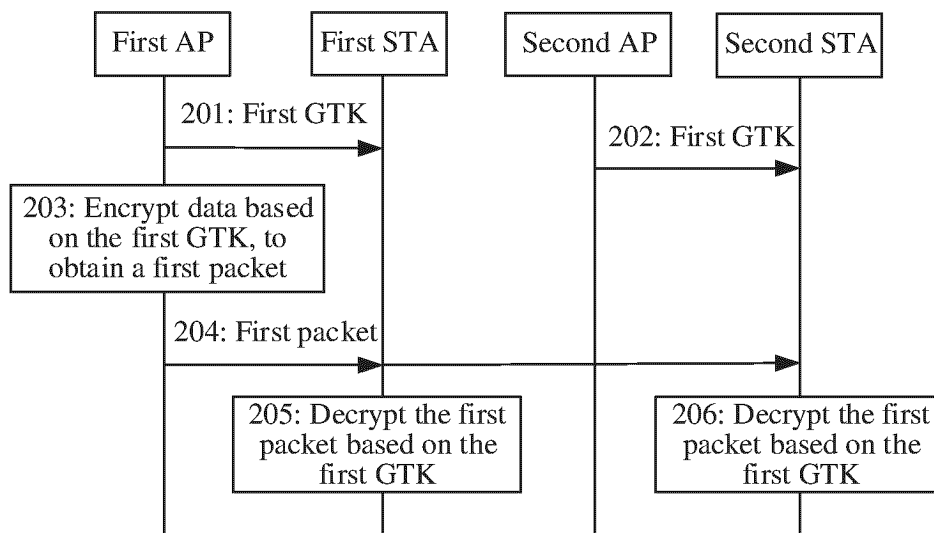 First AP
First STA
Second AP
Second STA
201: First GTK
202: First GTK
203: Encrypt data based
on the first GTK, to
obtain a first packet
204: First packet
205: Decrypt the first
packet based on the
first GTK
206: Decrypt the first
packet based on the
first GTK